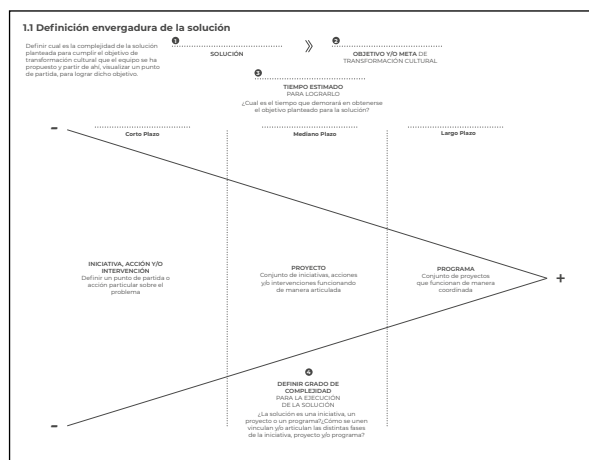 1.1 Definición envergadura de la solución
Definir cual es la complejidad de la solución
planteada para cumplir el objetivo de
transformación cultural que el equipo se ha
propuesto y partir de ahí, visualizar un punto
de partida, para lograr dicho objetivo.
1
SOLUCIÓN
»
2
OBJETIVO Y/O META DE
TRANSFORMACIÓN CULTURAL
3
TIEMPO ESTIMADO
PARA LOGRARLO
¿Cual es el tiempo que demorará en obtenerse
el objetivo planteado para la solución?
-
Corto Plazo
Mediano Plazo
Largo Plazo
INICIATIVA, ACCIÓN Y/O
INTERVENCIÓN
Definir un punto de partida o
acción particular sobre el
problema
PROYECTO
Conjunto de iniciativas, acciones
y/o intervenciones funcionando
de manera articulada
PROGRAMA
Conjunto de proyectos
que funcionan de manera
coordinada
+
4
DEFINIR GRADO DE
COMPLEJIDAD
PARA LA EJECUCIÓN
DE LA SOLUCIÓN
¿La solución es una iniciativa, un
proyecto o un programa?¿Cómo se unen
vinculan y/o articulan las distintas fases
de la iniciativa, proyecto y/o programa?
-